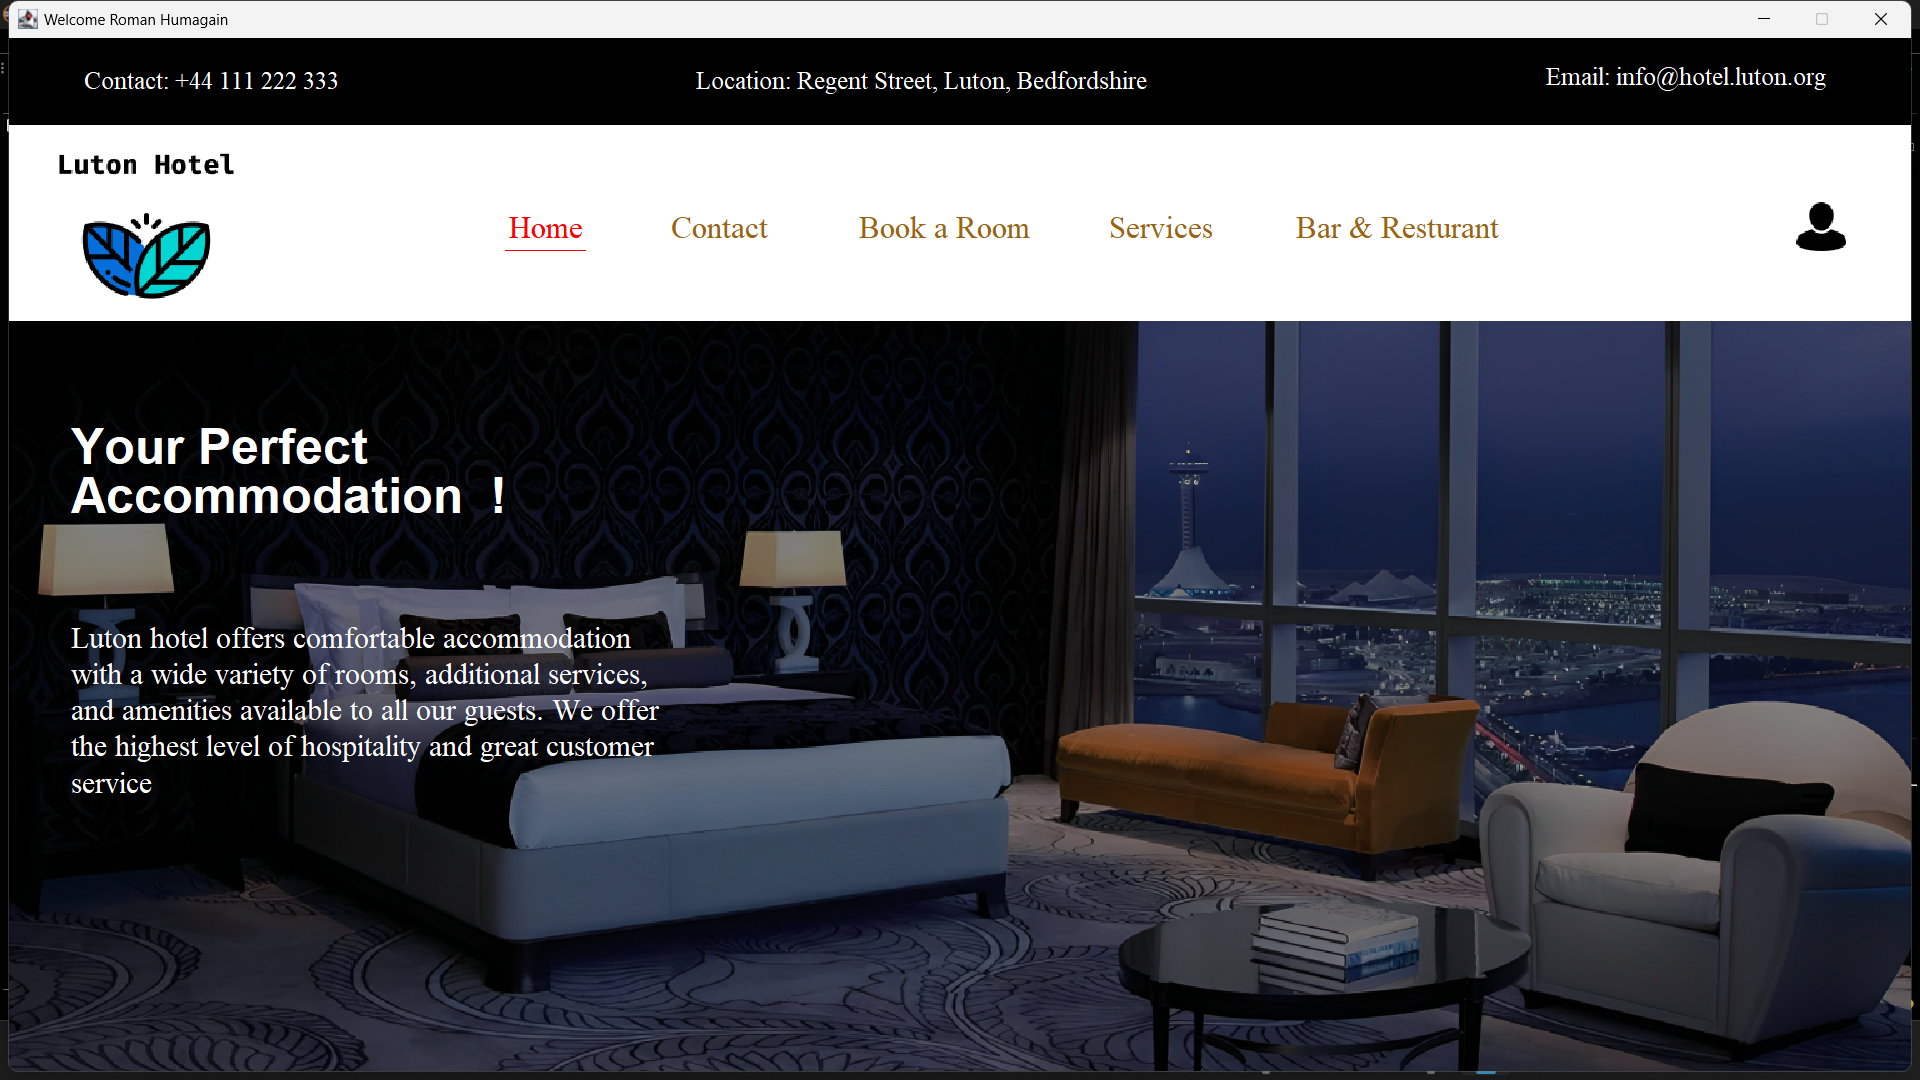 Welcome Roman Humagain
Contact: +44 111 222 333
Location: Regent Street, Luton, Bedfordshire
Email: info@hotel.luton.org
Luton Hotel
Home
Contact
Book a Room
Services
Bar & Resturant
Your Perfect
Accommodation !
Luton hotel offers comfortable accommodation
with a wide variety of rooms, additional services,
and amenities available to all our guests. We offer
the highest level of hospitality and great customer
service